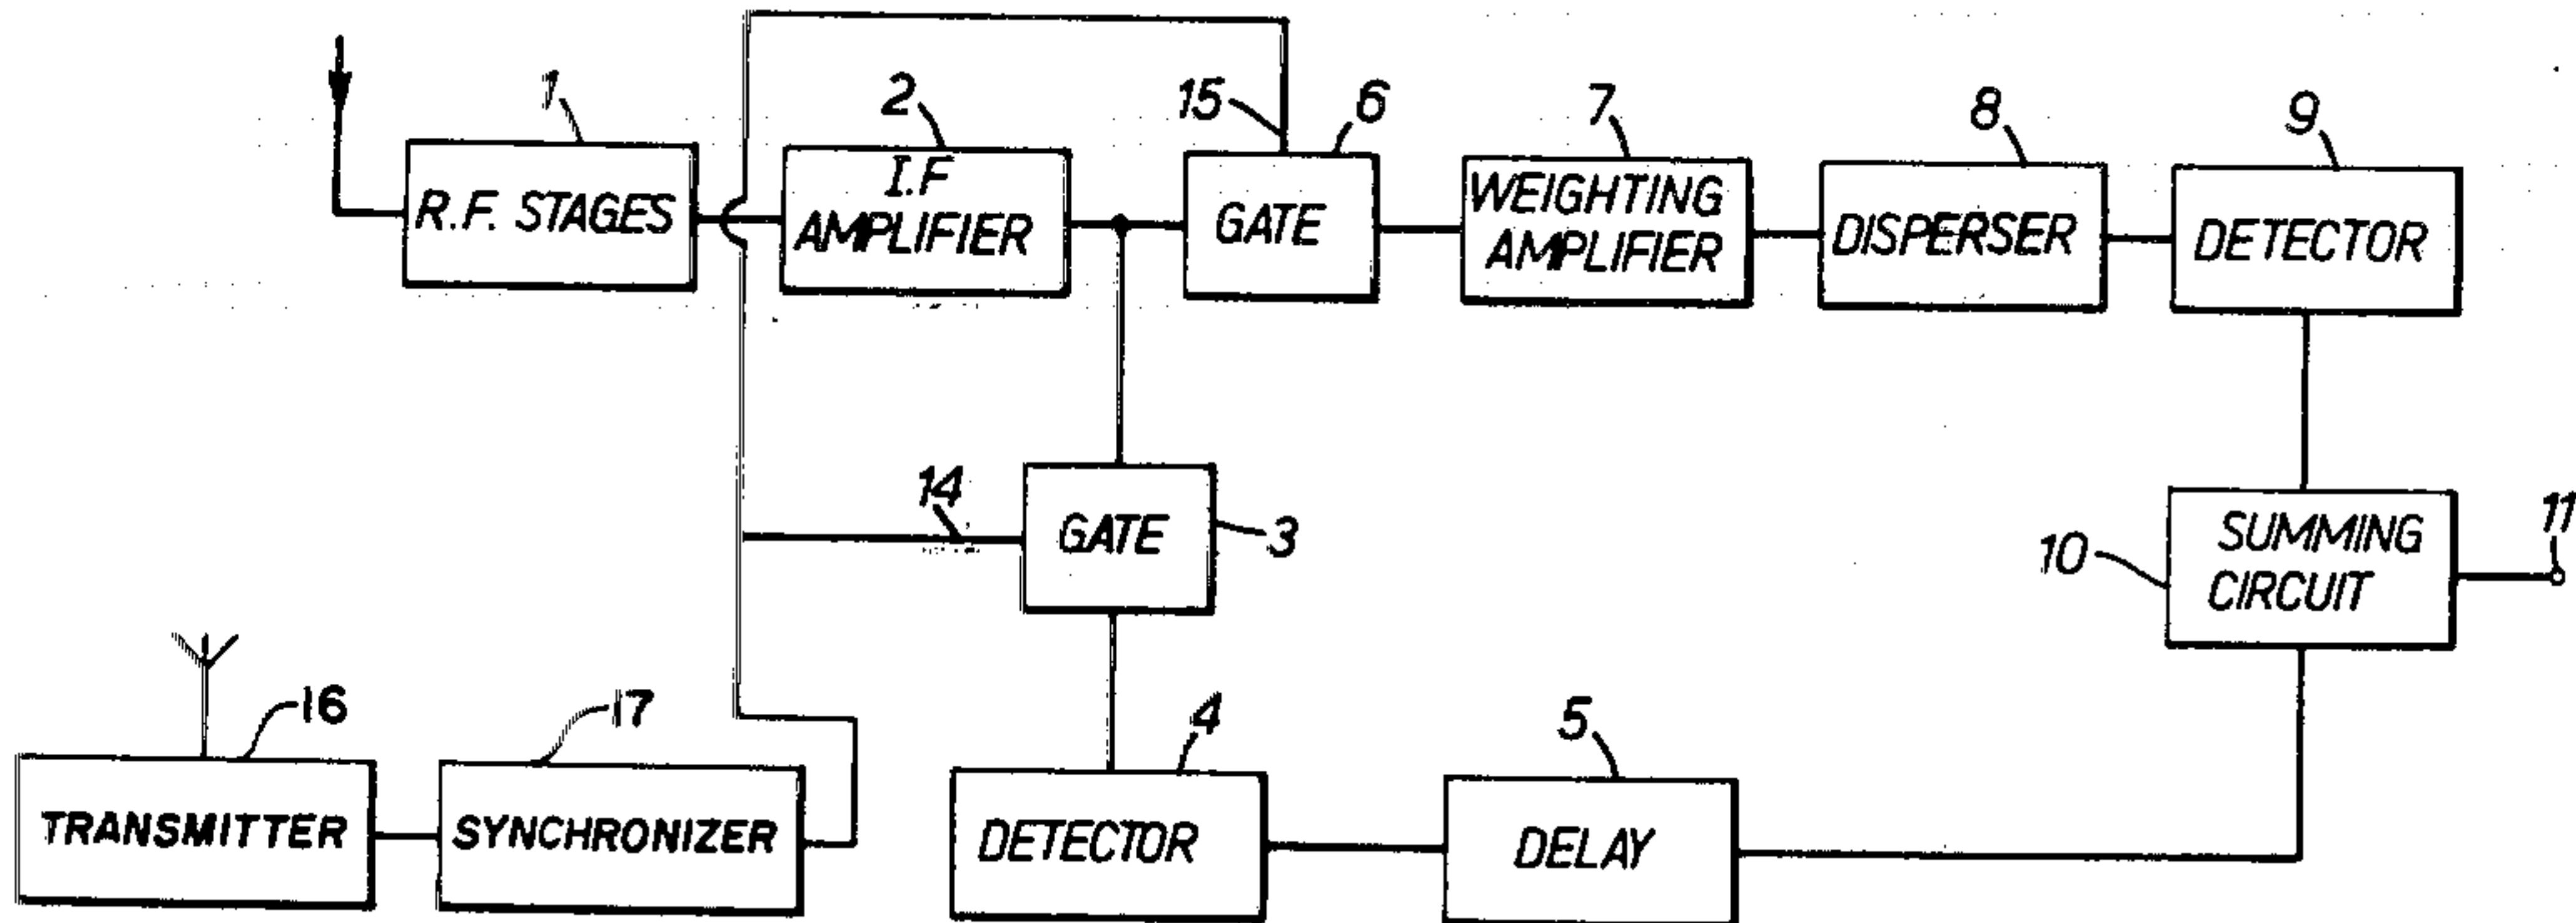 1
2
15
6
7
8
9
R.F. STAGES
I.F
AMPLIFIER
GATE
WEIGHTING
AMPLIFIER
DISPERSER
DETECTOR
14
GATE
3
10
SUMMING
CIRCUIT
11
16
17
4
5
TRANSMITTER
SYNCHRONIZER
DETECTOR
DELAY